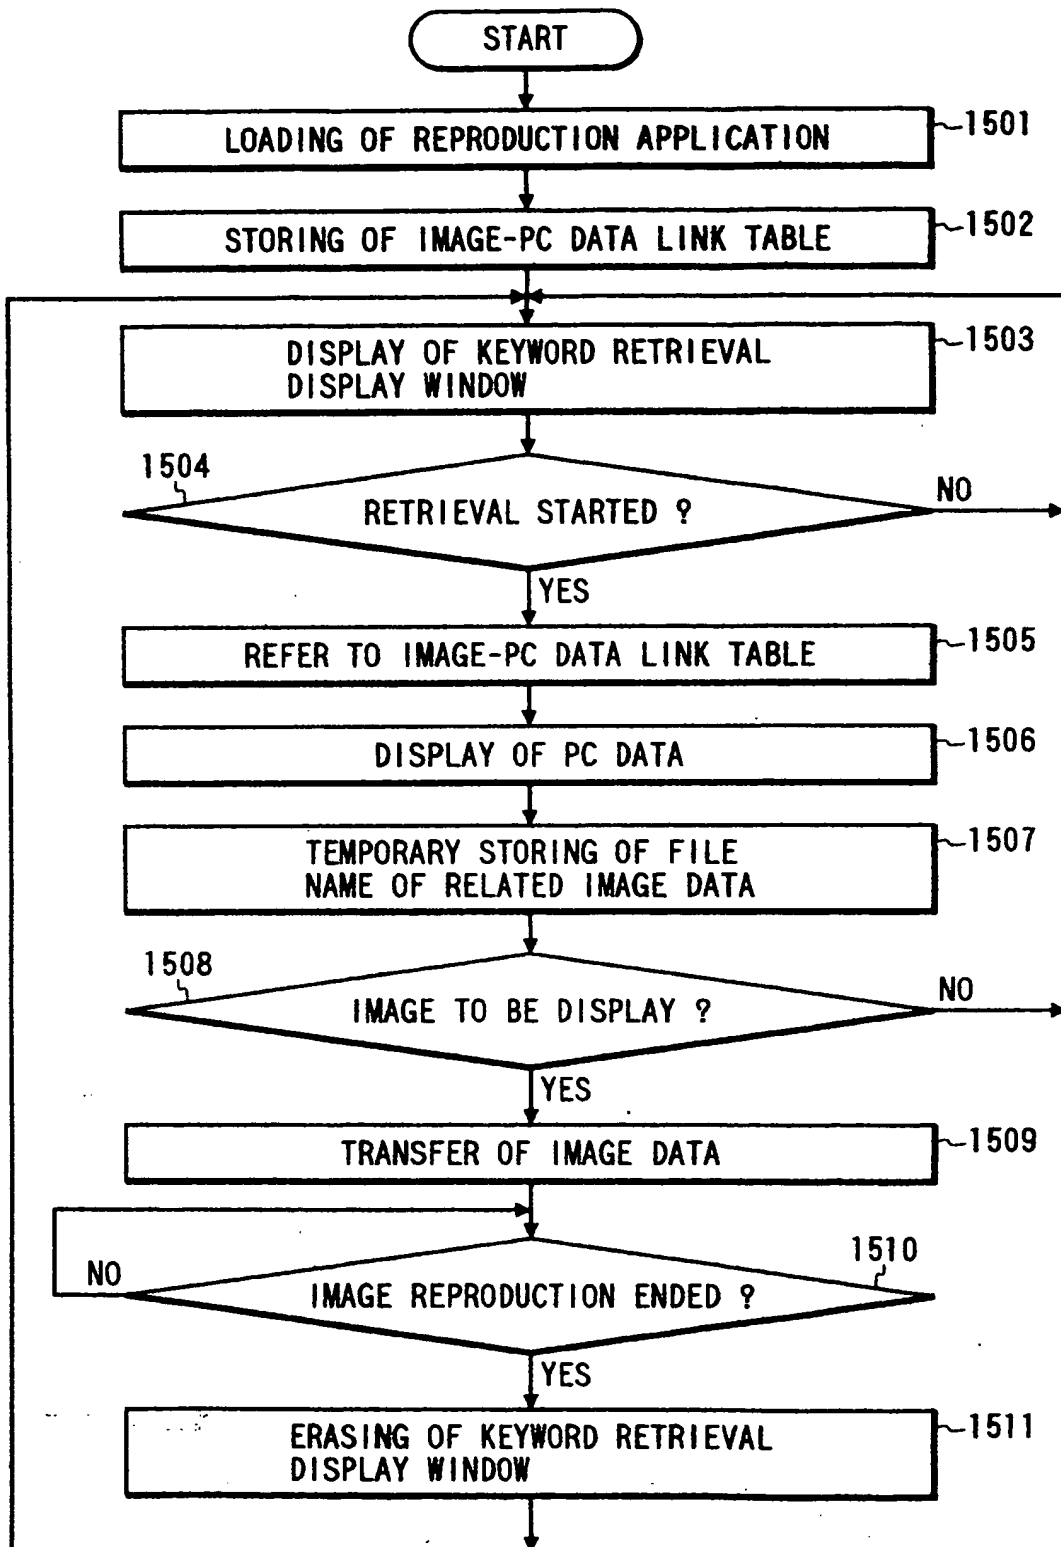 START
LOADING OF REPRODUCTION APPLICATION
1501
STORING OF IMAGE-PC DATA LINK TABLE
1502
DISPLAY OF KEYWORD RETRIEVAL
DISPLAY WINDOW
1503
1504
RETRIEVAL STARTED ?
NO
YES
REFER TO IMAGE-PC DATA LINK TABLE
1505
DISPLAY OF PC DATA
1506
TEMPORARY STORING OF FILE
NAME OF RELATED IMAGE DATA
1507
1508
IMAGE TO BE DISPLAY ?
NO
YES
TRANSFER OF IMAGE DATA
1509
NO
IMAGE REPRODUCTION ENDED ?
1510
YES
ERASING OF KEYWORD RETRIEVAL
DISPLAY WINDOW
1511